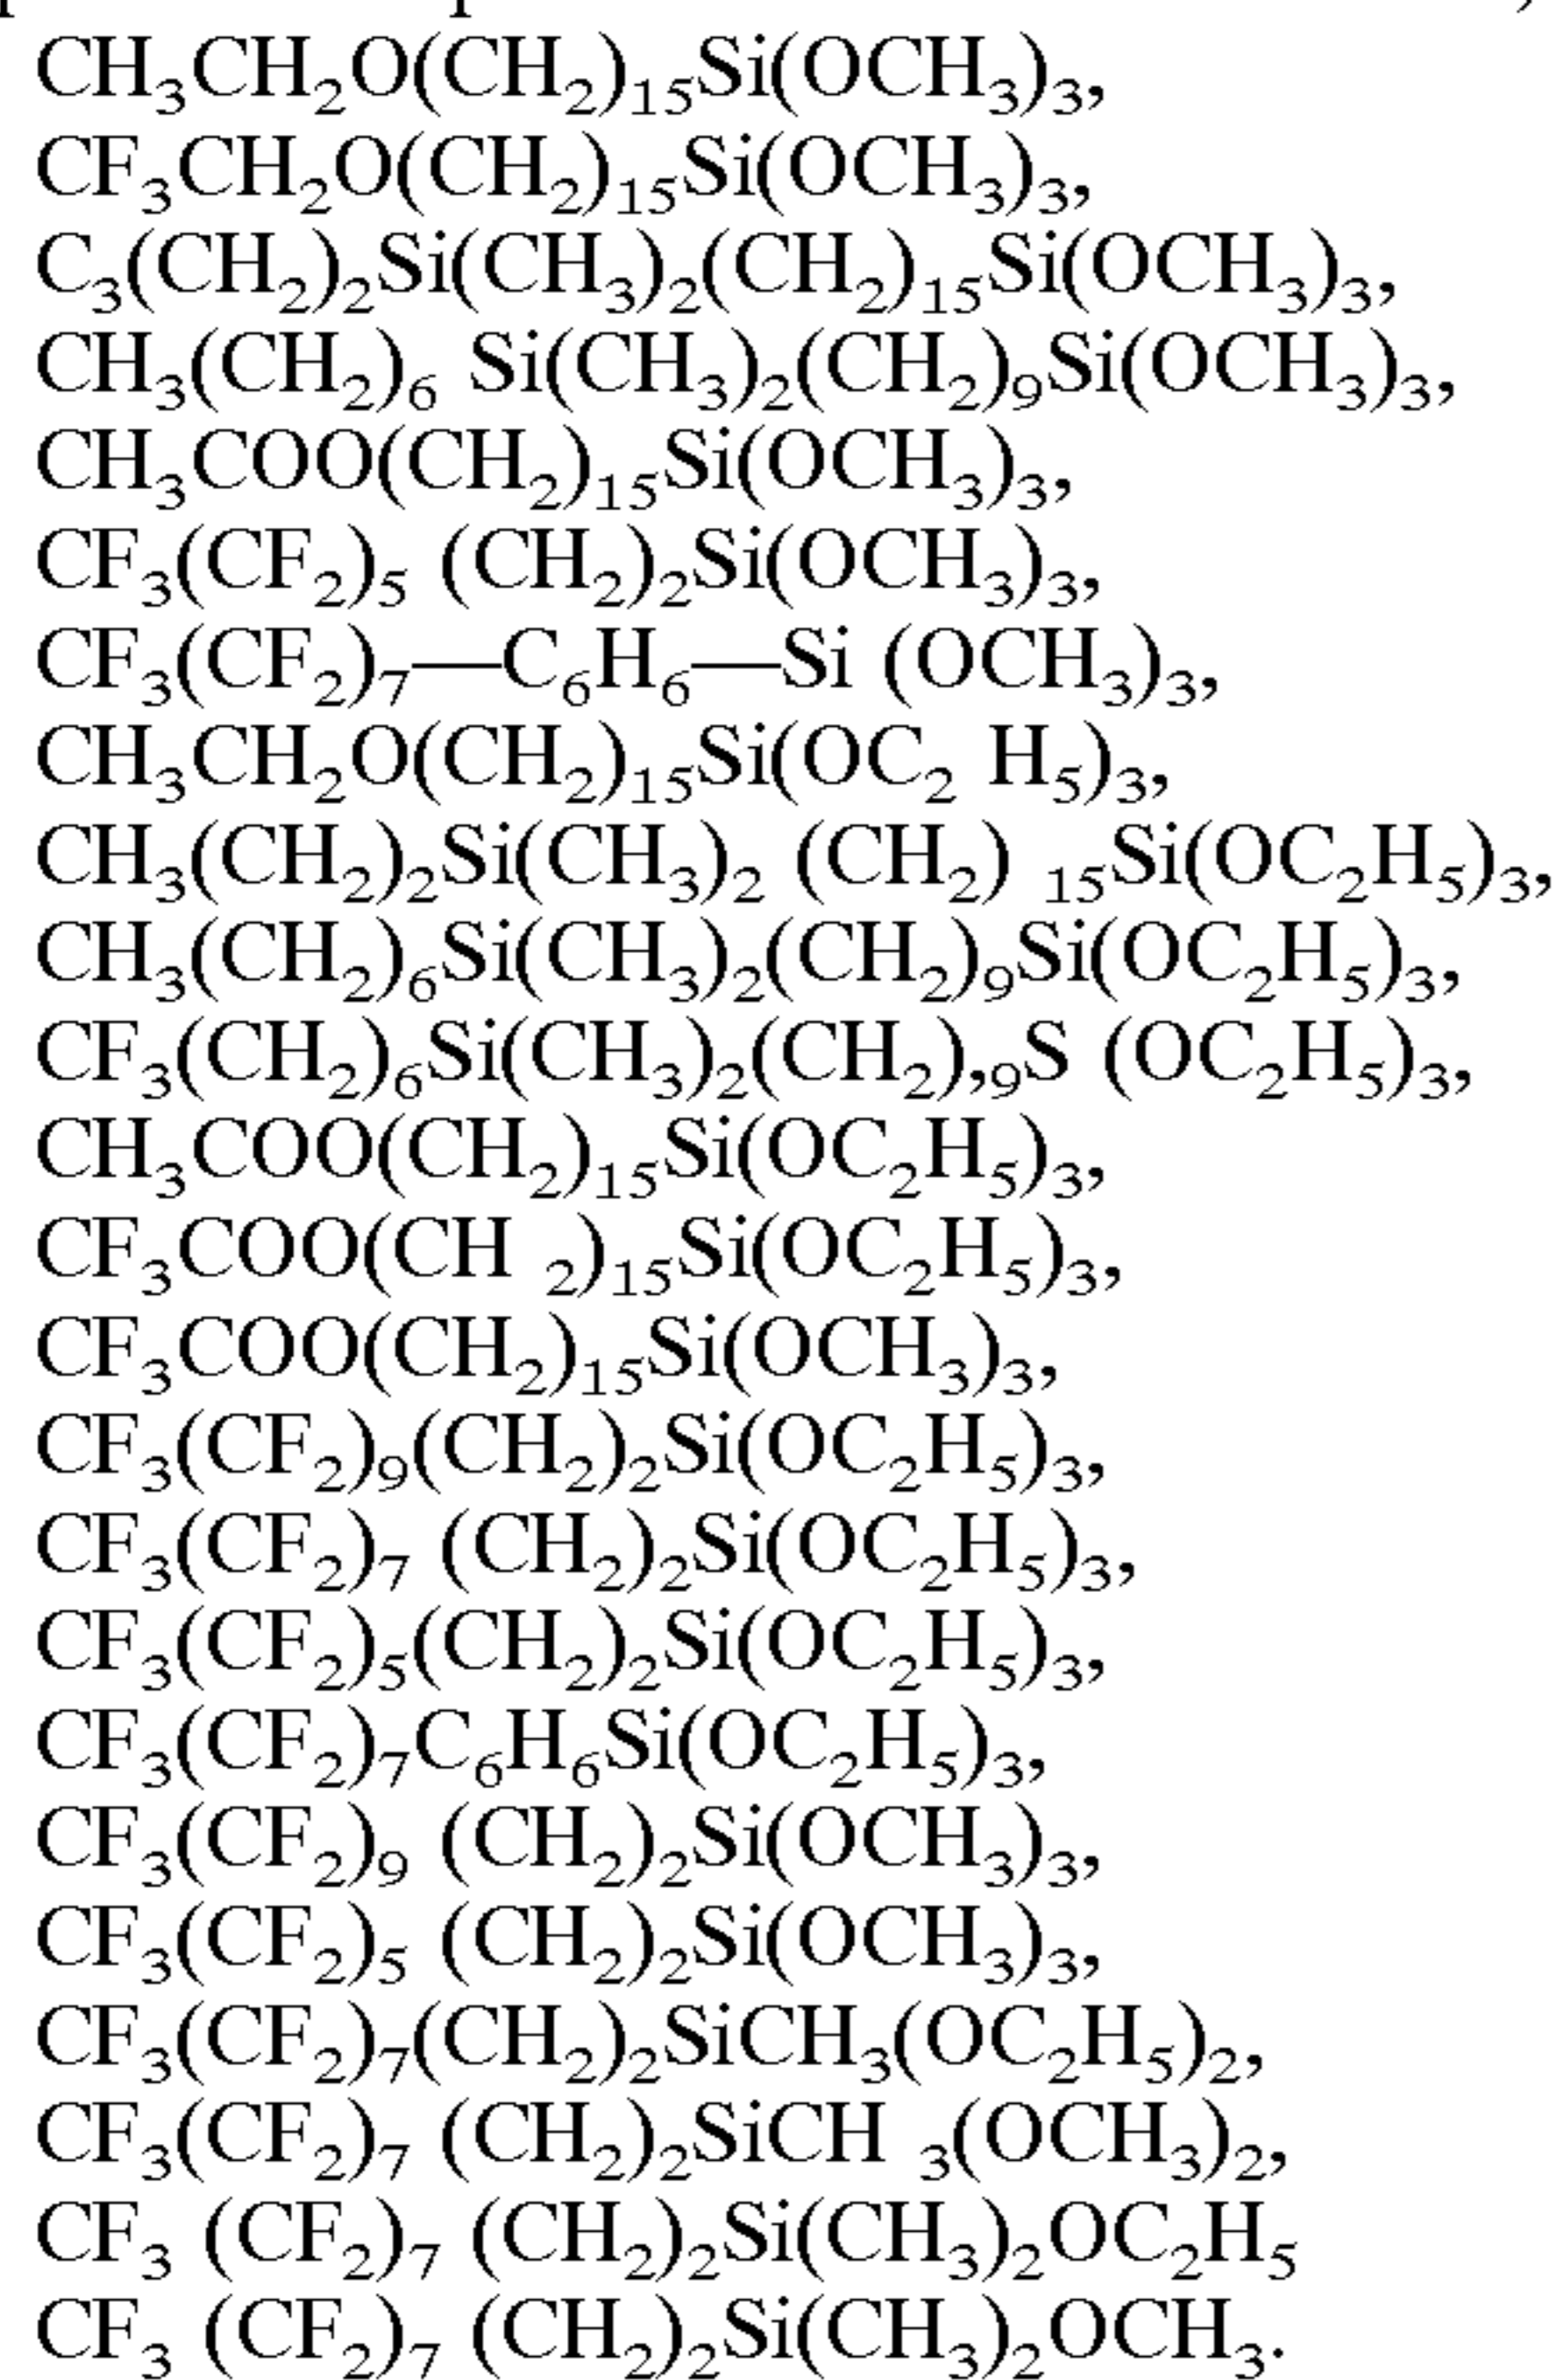 CH₃CH₂O(CH₂)₁₅Si(OCH₃)₃,
CF₃CH₂O(CH₂)₁₅Si(OCH₃)₃,
C₃(CH₂)₂Si(CH₃)₂(CH₂)₁₅Si(OCH₃)₃,
CH₃(CH₂)₆ Si(CH₃)₂(CH₂)₉Si(OCH₃)₃,
CH₃COO(CH₂)₁₅Si(OCH₃)₃,
CF₃(CF₂)₅ (CH₂)₂Si(OCH₃)₃,
CF₃(CF₂)₇—C₆H₆—Si (OCH₃)₃,
CH₃CH₂O(CH₂)₁₅Si(OC₂ H₅)₃,
CH₃(CH₂)₂Si(CH₃)₂ (CH₂) ₁₅Si(OC₂H₅)₃,
CH₃(CH₂)₆Si(CH₃)₂(CH₂)₉Si(OC₂H₅)₃,
CF₃(CH₂)₆Si(CH₃)₂(CH₂),₉S (OC₂H₅)₃,
CH₃COO(CH₂)₁₅Si(OC₂H₅)₃,
CF₃COO(CH ₂)₁₅Si(OC₂H₅)₃,
CF₃COO(CH₂)₁₅Si(OCH₃)₃,
CF₃(CF₂)₉(CH₂)₂Si(OC₂H₅)₃,
CF₃(CF₂)₇ (CH₂)₂Si(OC₂H₅)₃,
CF₃(CF₂)₅(CH₂)₂Si(OC₂H₅)₃,
CF₃(CF₂)₇C₆H₆Si(OC₂H₅)₃,
CF₃(CF₂)₉ (CH₂)₂Si(OCH₃)₃,
CF₃(CF₂)₅ (CH₂)₂Si(OCH₃)₃,
CF₃(CF₂)₇(CH₂)₂SiCH₃(OC₂H₅)₂,
CF₃(CF₂)₇ (CH₂)₂SiCH ₃(OCH₃)₂,
CF₃ (CF₂)₇ (CH₂)₂Si(CH₃)₂OC₂H₅
CF₃ (CF₂)₇ (CH₂)₂Si(CH₃)₂OCH₃.